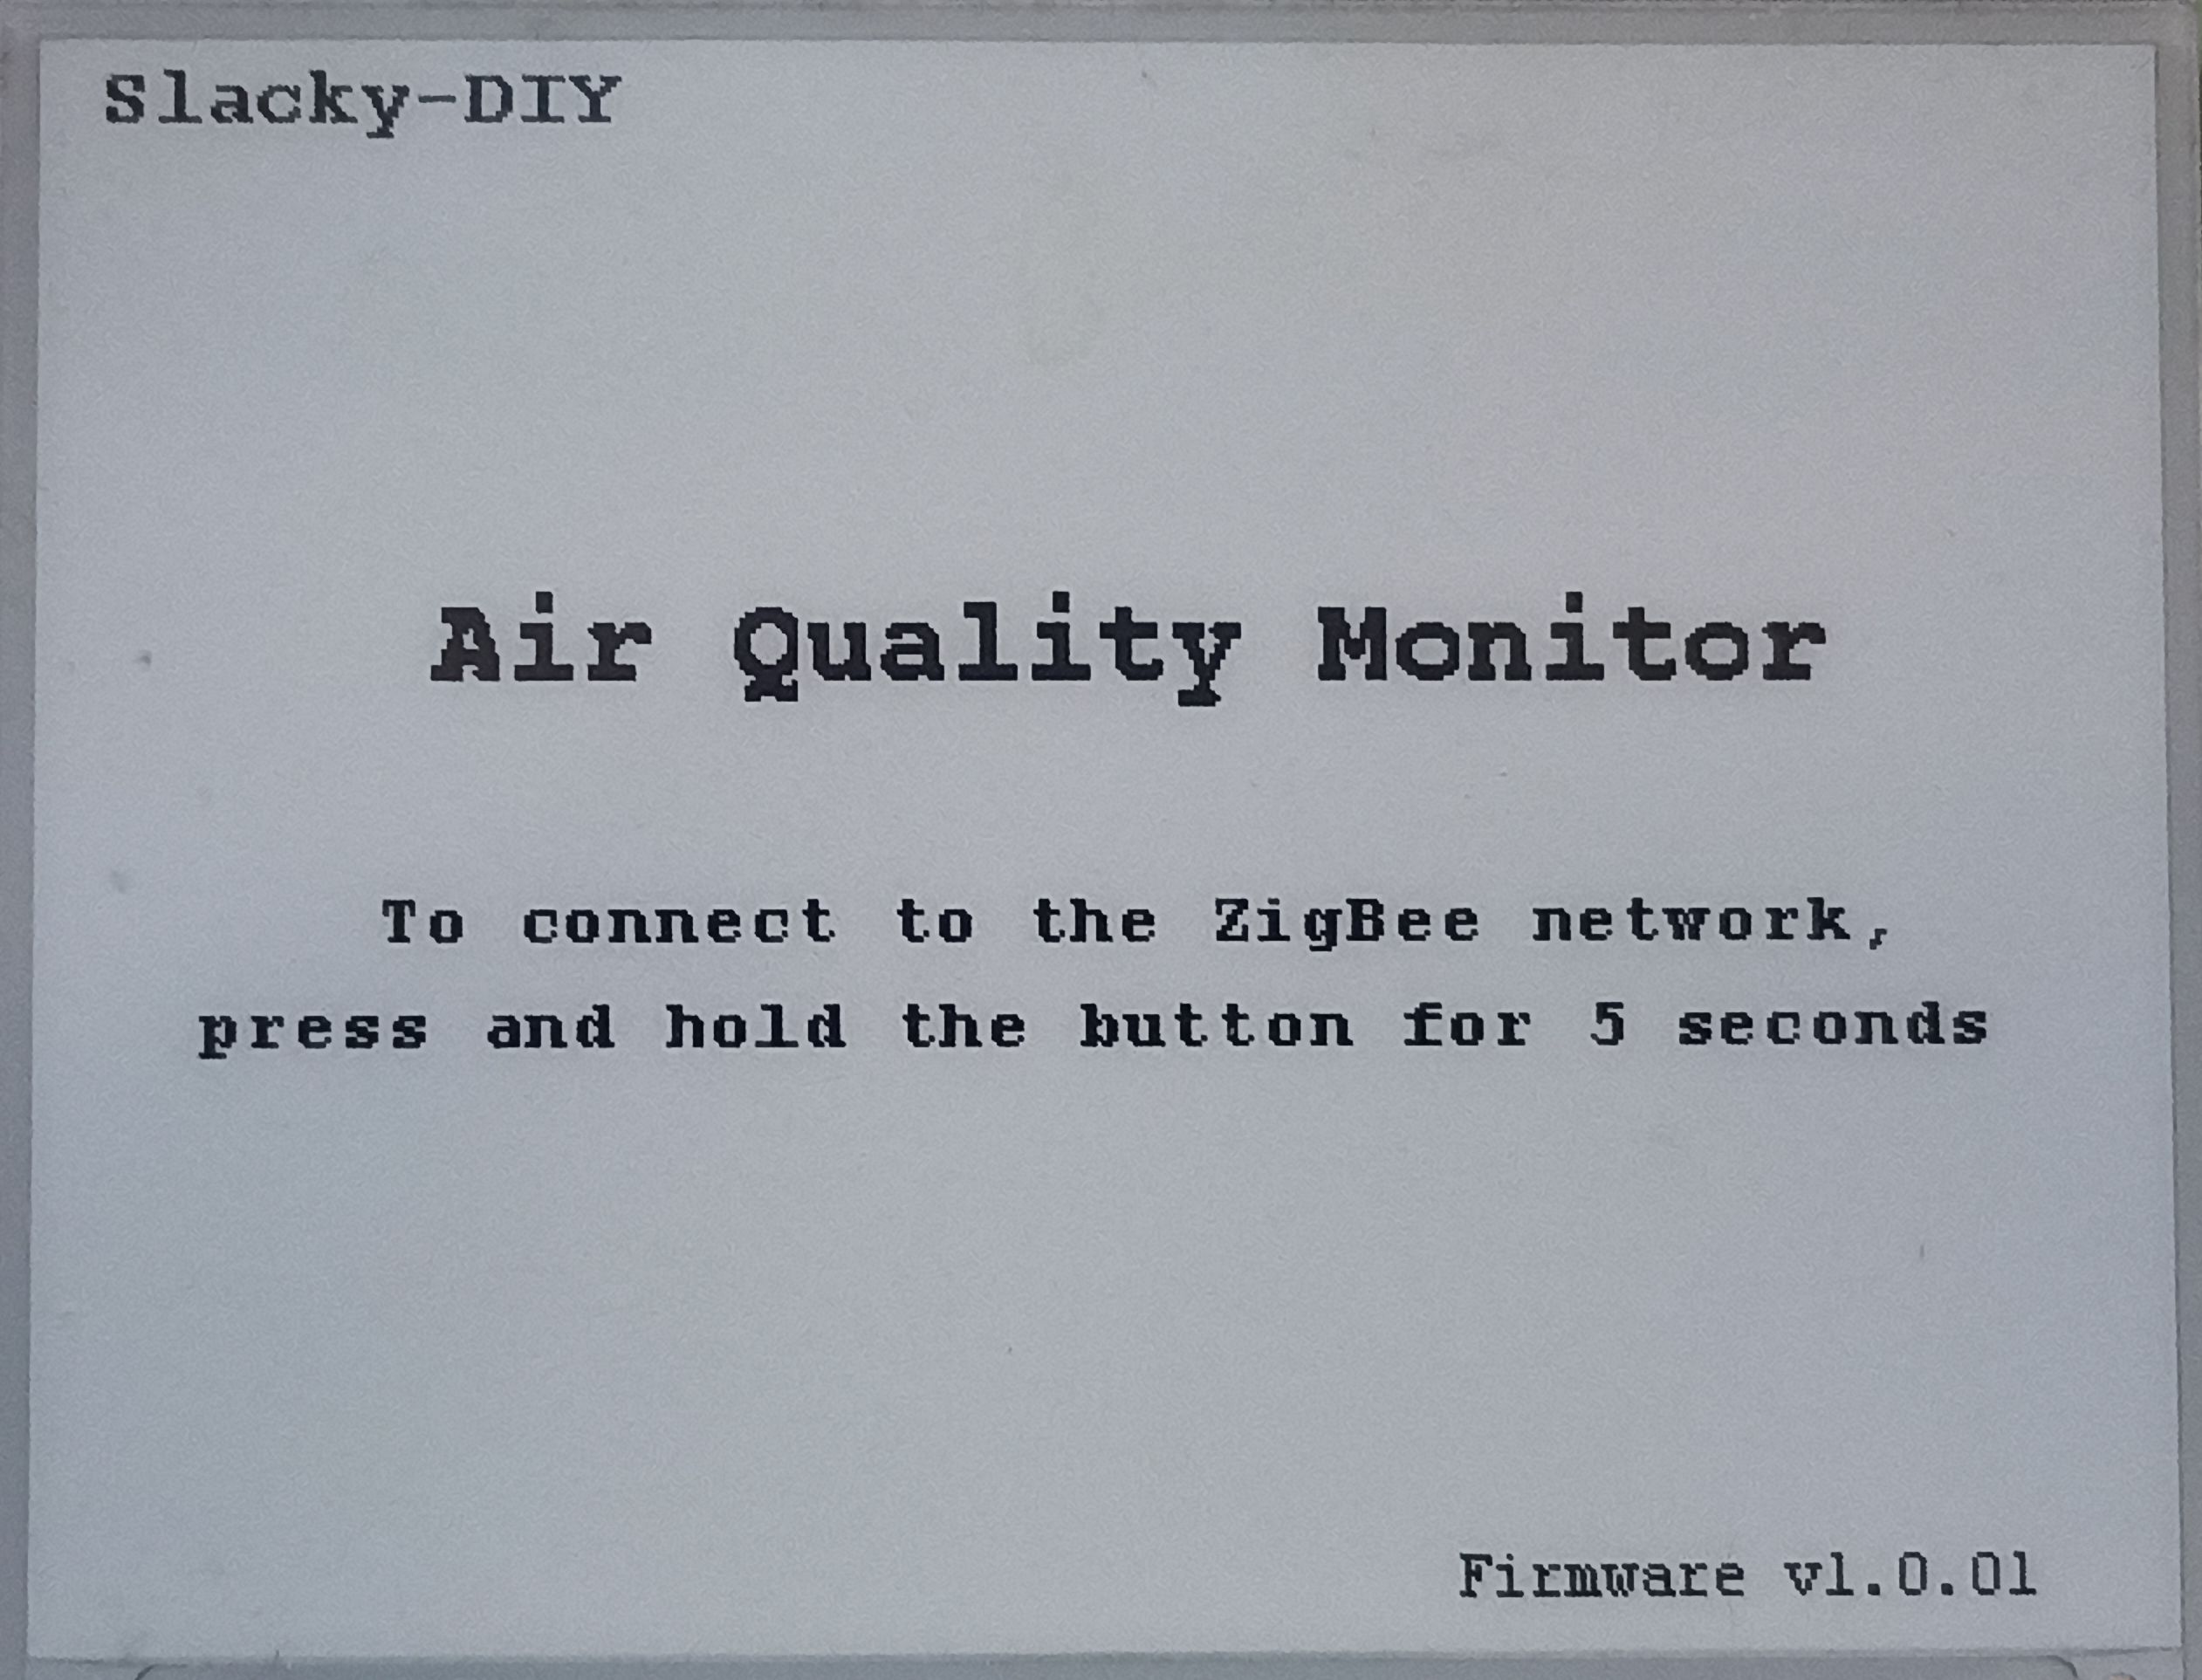 Slacky-DIY
Air Quality Monitor
To connect to the ZigBee network,
press and hold the button for 5 seconds
Firmware v1.0.01